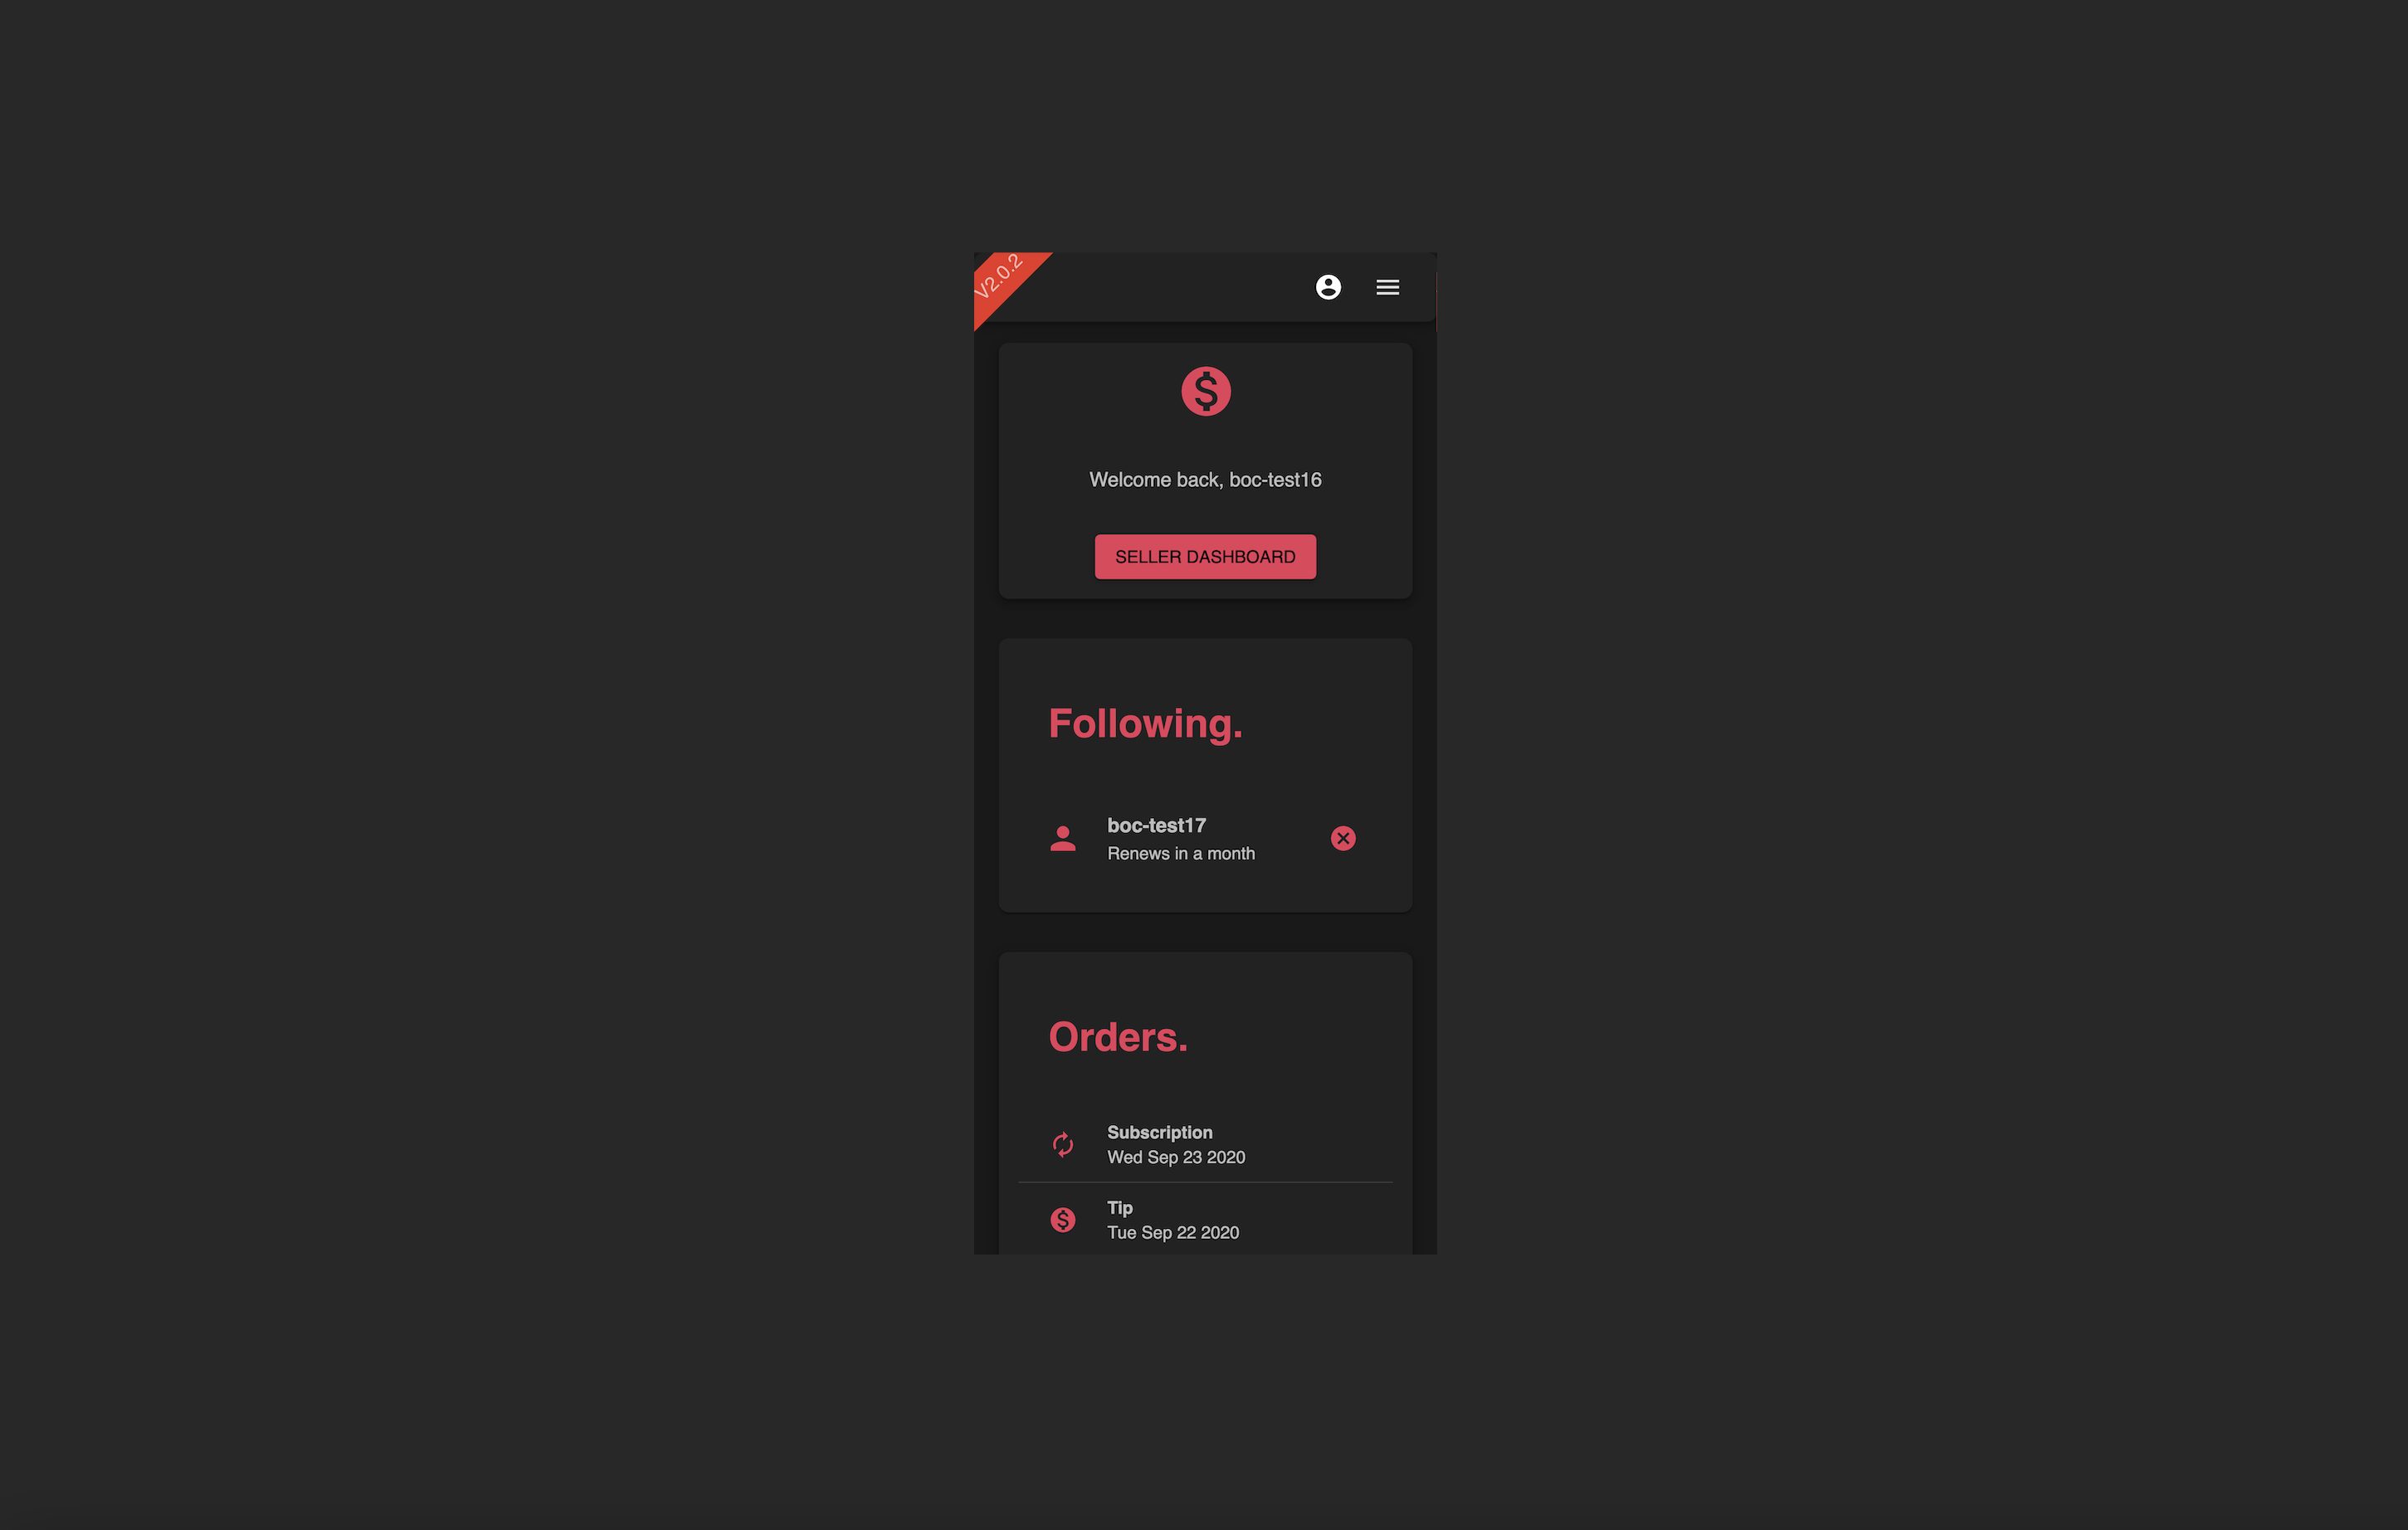 V2.0.2
Welcome back, boc-test16
SELLER DASHBOARD
Following.
boc-test17
Renews in a month
Orders.
Subscription
Wed Sep 23 2020
Tip
Tue Sep 22 2020